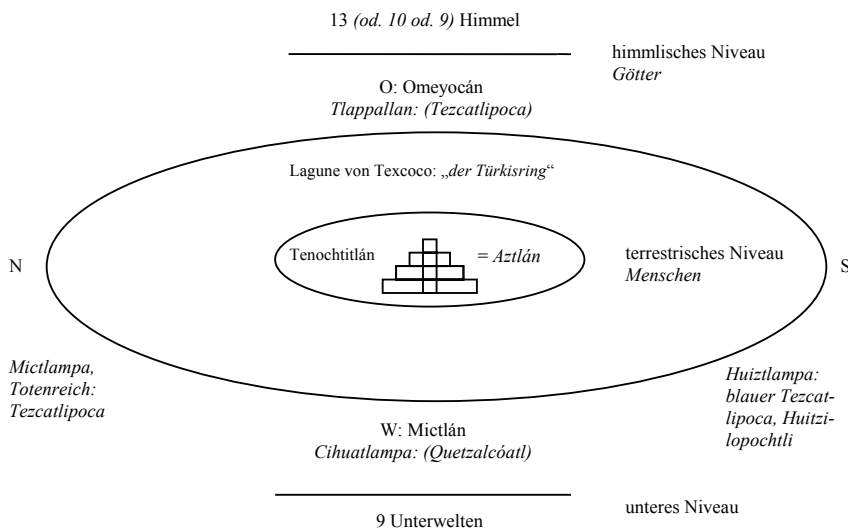 13 (od. 10 od. 9) Himmel
himmlisches Niveau
Götter
O: Omeyocán
Tlappallan: (Tezcatlipoca)
Lagune von Texcoco: „der Türkisring“
Tenochtitlán
= Aztlán
terrestrisches Niveau
Menschen
N
S
Mictlampa,
Totenreich:
Tezcatlipoca
Huiztlampa:
blauer Tezcat-
lipoca, Huitzi-
lopochtli
W: Mictlán
Cihuatlampa: (Quetzalcóatl)
unteres Niveau
9 Unterwelten